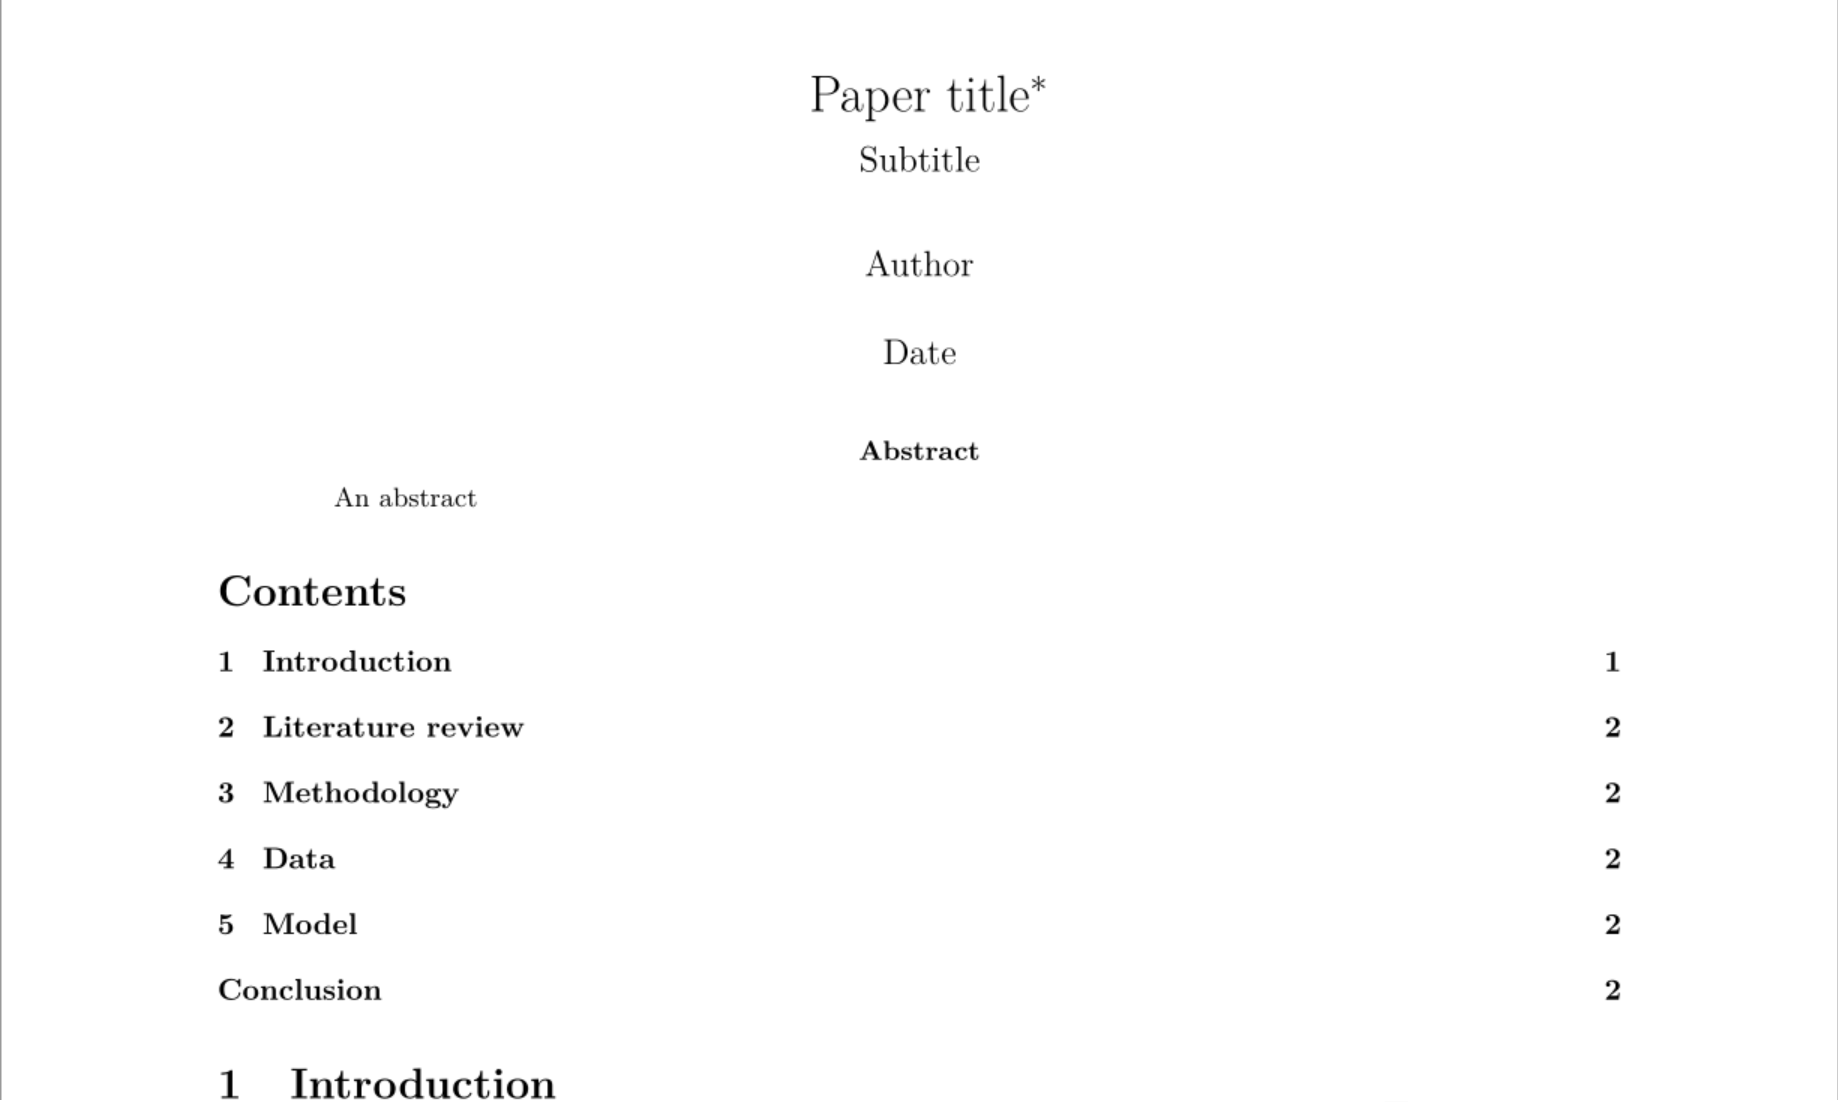 Paper title*
Subtitle
Author
Date
Abstract
An abstract
Contents
1 Introduction 1
2 Literature review 2
3 Methodology 2
4 Data 2
5 Model 2
Conclusion 2
1 Introduction